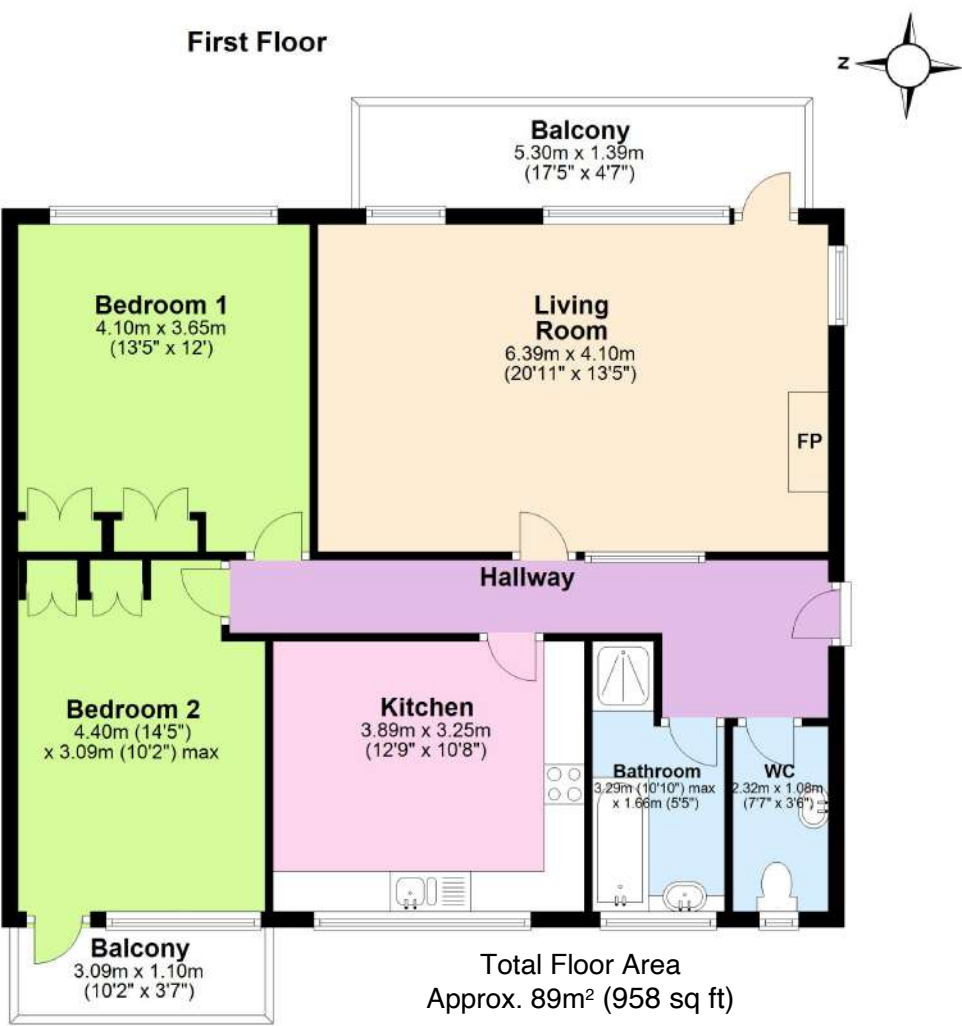 First Floor
N
Balcony
5.30m x 1.39m
(17'5" x 4'7")
Bedroom 1
4.10m x 3.65m
(13'5" x 12')
Living
Room
6.39m x 4.10m
(20'11" x 13'5")
FP
Hallway
Bedroom 2
4.40m (14'5")
x 3.09m (10'2") max
Kitchen
3.89m x 3.25m
(12'9" x 10'8")
Bathroom
3.29m (10'10") max
x 1.66m (5'5")
WC
2.32m x 1.08m
(7'7" x 3'6")
Balcony
3.09m x 1.10m
(10'2" x 3'7")
Total Floor Area
Approx. 89m² (958 sq ft)